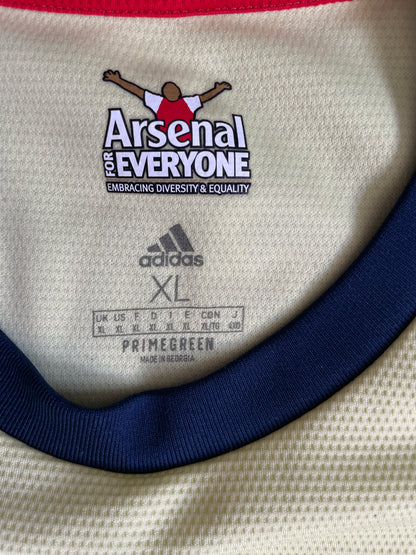 Arsenal
FOR EVERYONE
EMBRACING DIVERSITY & EQUALITY
adidas
XL
UK US F D I E CDN J
XL XL XL XL XL XL XL/TG 4XO
PRIMEGREEN
MADE IN GEORGIA